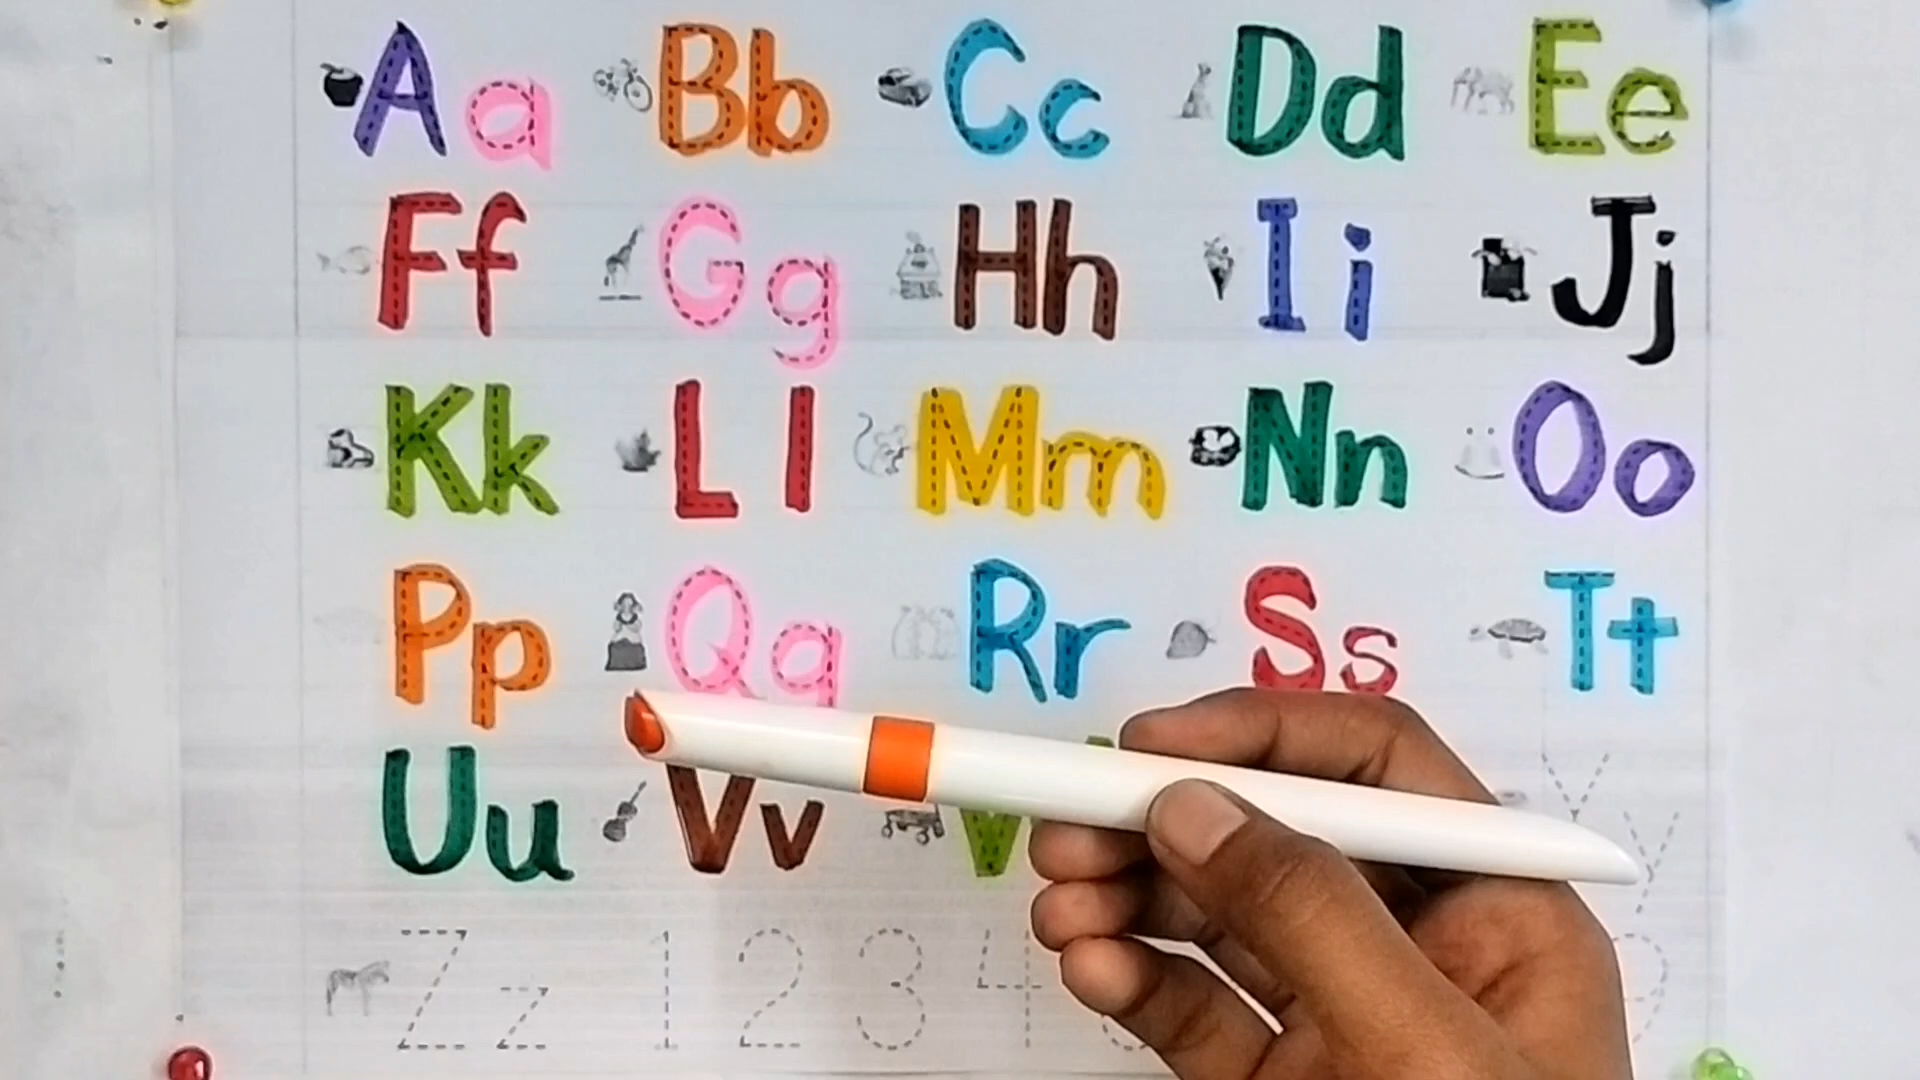 Aa Bb Cc Dd Ee
Ff Gg Hh Ii Jj
Kk Ll Mm Nn Oo
Pp Qq Rr Ss Tt
Uu Vv
Zz 1 2 3 4